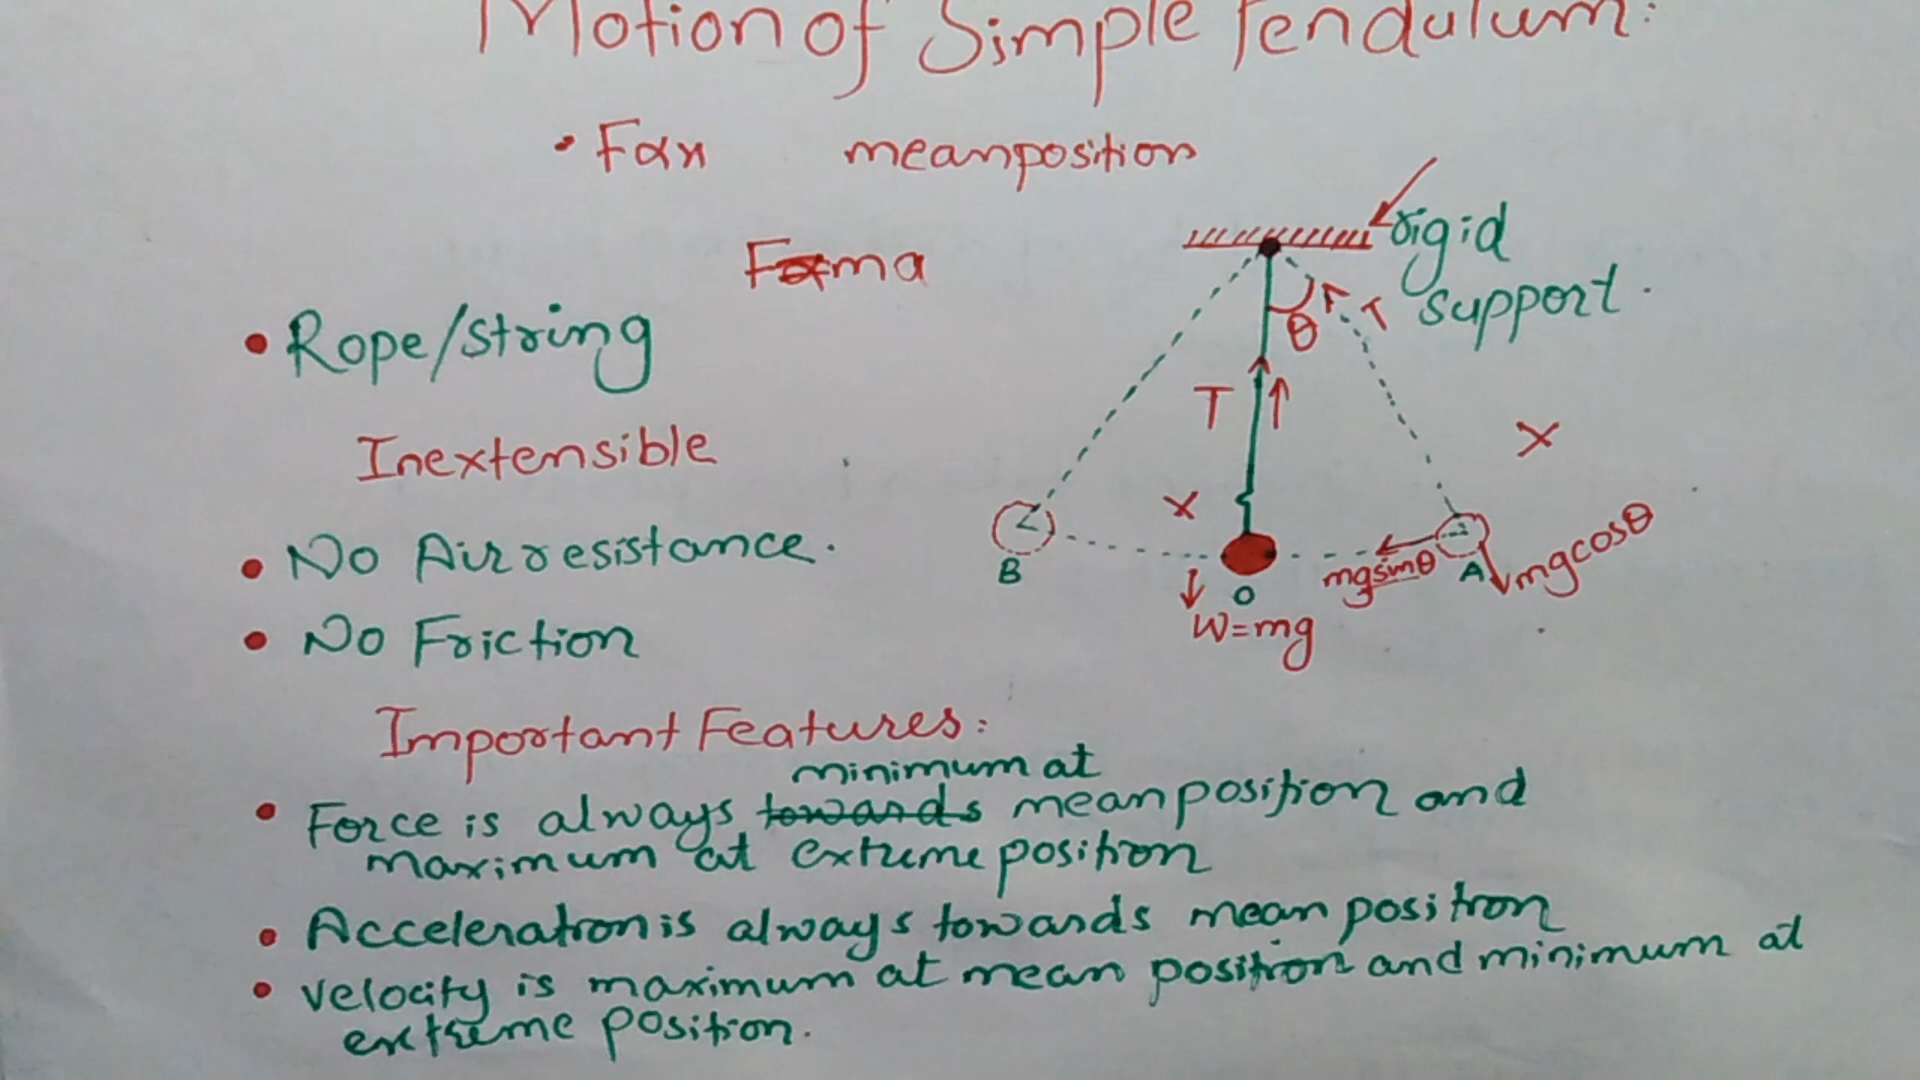 Motion of Simple Pendulum:
• Fαx meanposition
F=ma
rigid
support.
• Rope/string
Inextensible
• No Air resistance.
• No Friction
θ
T
T
x
x
B
O
A
mgsinθ
mgcosθ
W=mg
Important Features:
minimum at
• Force is always towards meanposition and
maximum at extreme position
• Acceleration is always towards mean position
• velocity is maximum at mean position and minimum at
extreme position.